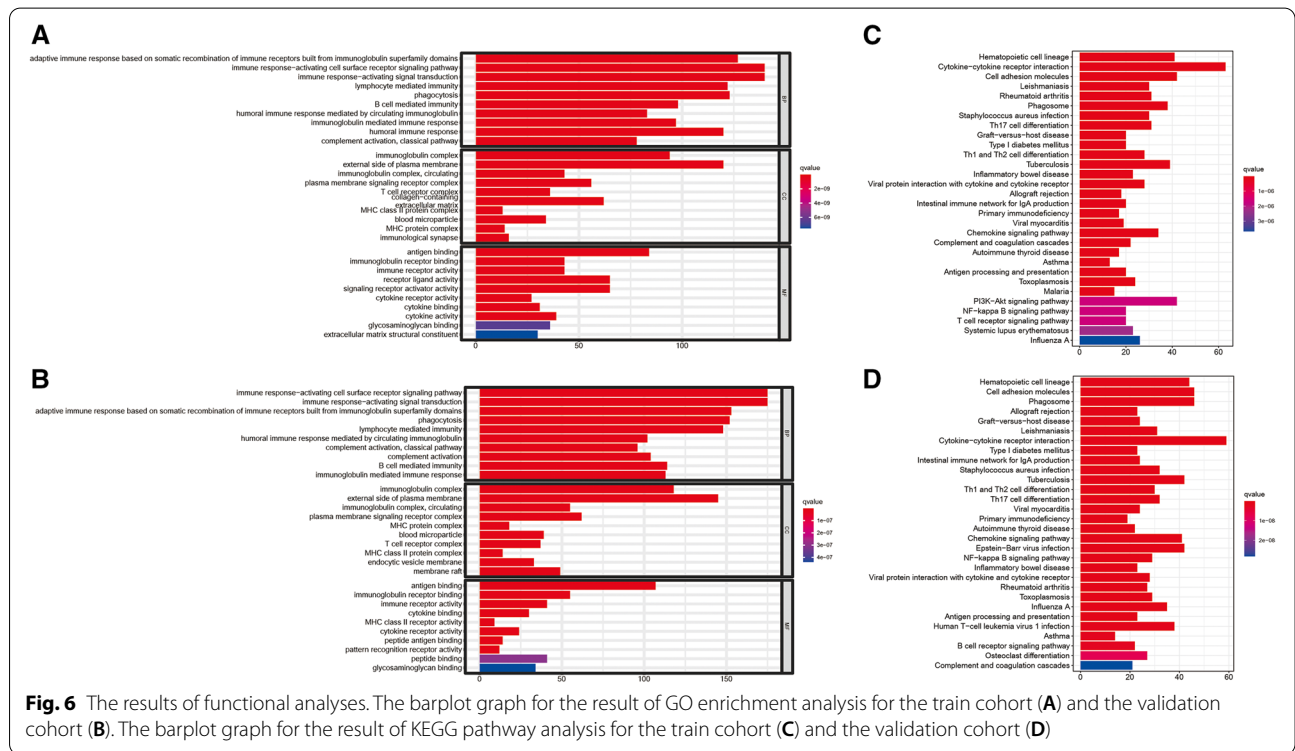 A
adaptive immune response based on somatic recombination of immune receptors built from immunoglobulin superfamily domains
immune response−activating cell surface receptor signaling pathway
immune response−activating signal transduction
lymphocyte mediated immunity
phagocytosis
B cell mediated immunity
humoral immune response mediated by circulating immunoglobulin
immunoglobulin mediated immune response
humoral immune response
complement activation, classical pathway
BP
immunoglobulin complex
external side of plasma membrane
immunoglobulin complex, circulating
plasma membrane signaling receptor complex
T cell receptor complex
collagen−containing
extracellular matrix
MHC class II protein complex
blood microparticle
MHC protein complex
immunological synapse
CC
antigen binding
immunoglobulin receptor binding
immune receptor activity
receptor ligand activity
signaling receptor activator activity
cytokine receptor activity
cytokine binding
cytokine activity
glycosaminoglycan binding
extracellular matrix structural constituent
MF
0 50 100
qvalue
2e−09
4e−09
6e−09
B
immune response−activating cell surface receptor signaling pathway
immune response−activating signal transduction
adaptive immune response based on somatic recombination of immune receptors built from immunoglobulin superfamily domains
phagocytosis
lymphocyte mediated immunity
humoral immune response mediated by circulating immunoglobulin
complement activation, classical pathway
complement activation
B cell mediated immunity
immunoglobulin mediated immune response
BP
immunoglobulin complex
external side of plasma membrane
immunoglobulin complex, circulating
plasma membrane signaling receptor complex
MHC protein complex
blood microparticle
T cell receptor complex
MHC class II protein complex
endocytic vesicle membrane
membrane raft
CC
antigen binding
immunoglobulin receptor binding
immune receptor activity
cytokine binding
MHC class II receptor activity
cytokine receptor activity
peptide antigen binding
pattern recognition receptor activity
peptide binding
glycosaminoglycan binding
MF
0 50 100 150
qvalue
1e−07
2e−07
3e−07
4e−07
C
Hematopoietic cell lineage
Cytokine−cytokine receptor interaction
Cell adhesion molecules
Leishmaniasis
Rheumatoid arthritis
Phagosome
Staphylococcus aureus infection
Th17 cell differentiation
Graft−versus−host disease
Type I diabetes mellitus
Th1 and Th2 cell differentiation
Tuberculosis
Inflammatory bowel disease
Viral protein interaction with cytokine and cytokine receptor
Allograft rejection
Intestinal immune network for IgA production
Primary immunodeficiency
Viral myocarditis
Chemokine signaling pathway
Complement and coagulation cascades
Autoimmune thyroid disease
Asthma
Antigen processing and presentation
Toxoplasmosis
Malaria
PI3K−Akt signaling pathway
NF−kappa B signaling pathway
T cell receptor signaling pathway
Systemic lupus erythematosus
Influenza A
0 20 40 60
qvalue
1e−06
2e−06
3e−06
D
Hematopoietic cell lineage
Cell adhesion molecules
Phagosome
Allograft rejection
Graft−versus−host disease
Leishmaniasis
Cytokine−cytokine receptor interaction
Type I diabetes mellitus
Intestinal immune network for IgA production
Staphylococcus aureus infection
Tuberculosis
Th1 and Th2 cell differentiation
Th17 cell differentiation
Viral myocarditis
Primary immunodeficiency
Autoimmune thyroid disease
Chemokine signaling pathway
Epstein−Barr virus infection
NF−kappa B signaling pathway
Inflammatory bowel disease
Viral protein interaction with cytokine and cytokine receptor
Rheumatoid arthritis
Toxoplasmosis
Influenza A
Antigen processing and presentation
Human T−cell leukemia virus 1 infection
Asthma
B cell receptor signaling pathway
Osteoclast differentiation
Complement and coagulation cascades
0 20 40 60
qvalue
1e−08
2e−08
Fig. 6 The results of functional analyses. The barplot graph for the result of GO enrichment analysis for the train cohort (A) and the validation
cohort (B). The barplot graph for the result of KEGG pathway analysis for the train cohort (C) and the validation cohort (D)